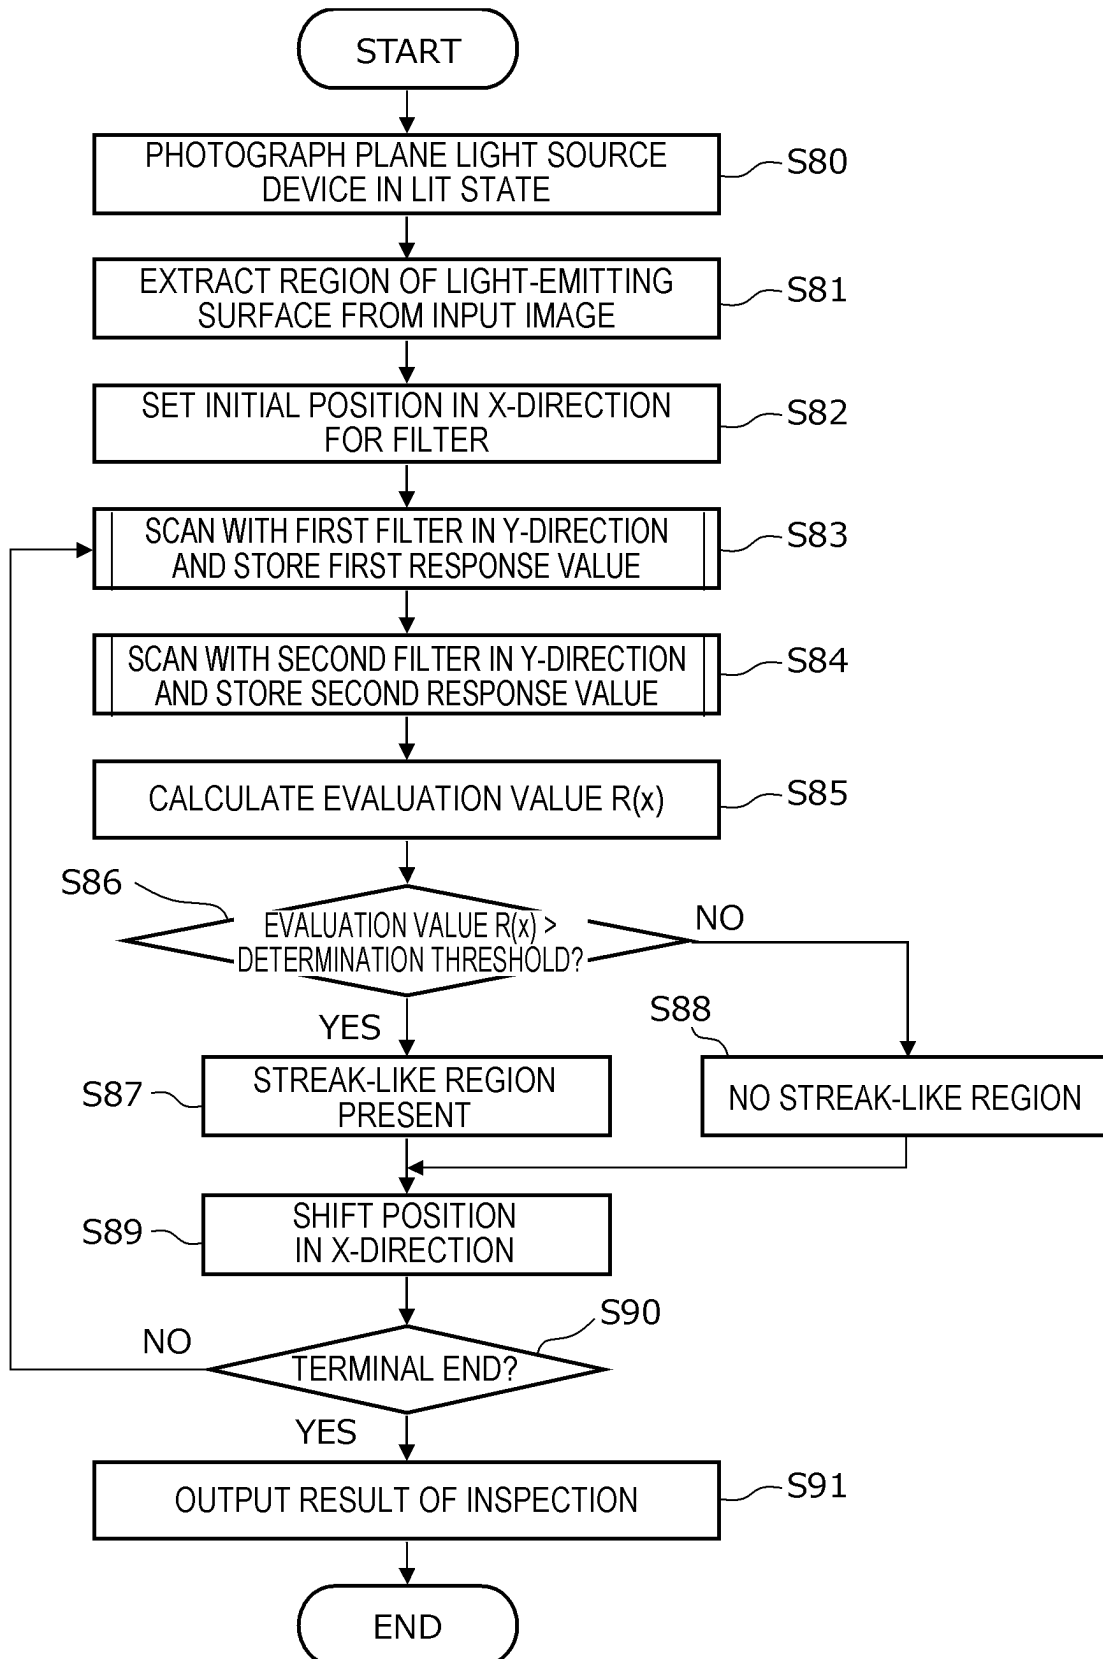 START
PHOTOGRAPH PLANE LIGHT SOURCE
DEVICE IN LIT STATE
S80
EXTRACT REGION OF LIGHT-EMITTING
SURFACE FROM INPUT IMAGE
S81
SET INITIAL POSITION IN X-DIRECTION
FOR FILTER
S82
SCAN WITH FIRST FILTER IN Y-DIRECTION
AND STORE FIRST RESPONSE VALUE
S83
SCAN WITH SECOND FILTER IN Y-DIRECTION
AND STORE SECOND RESPONSE VALUE
S84
CALCULATE EVALUATION VALUE R(x)
S85
S86
EVALUATION VALUE R(x) >
DETERMINATION THRESHOLD?
NO
YES
S88
S87
STREAK-LIKE REGION
PRESENT
NO STREAK-LIKE REGION
S89
SHIFT POSITION
IN X-DIRECTION
S90
NO
TERMINAL END?
YES
OUTPUT RESULT OF INSPECTION
S91
END